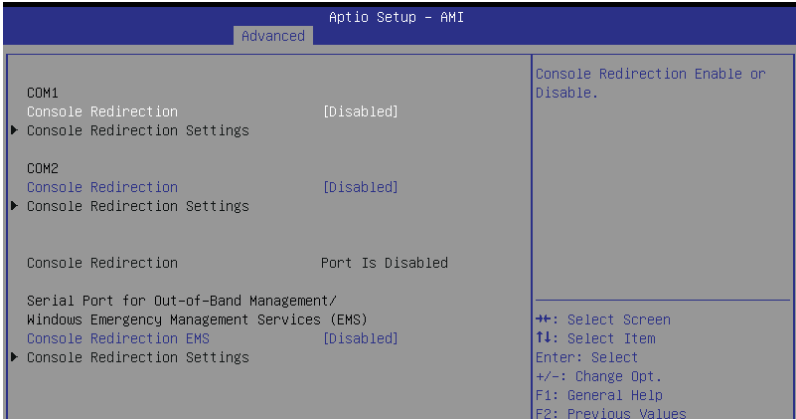 Aptio Setup – AMI
Advanced
COM1
Console Redirection [Disabled]
Console Redirection Settings
COM2
Console Redirection [Disabled]
Console Redirection Settings
Console Redirection Port Is Disabled
Serial Port for Out-of-Band Management/
Windows Emergency Management Services (EMS)
Console Redirection EMS [Disabled]
Console Redirection Settings
Console Redirection Enable or
Disable.
→←: Select Screen
↑↓: Select Item
Enter: Select
+/-: Change Opt.
F1: General Help
F2: Previous Values